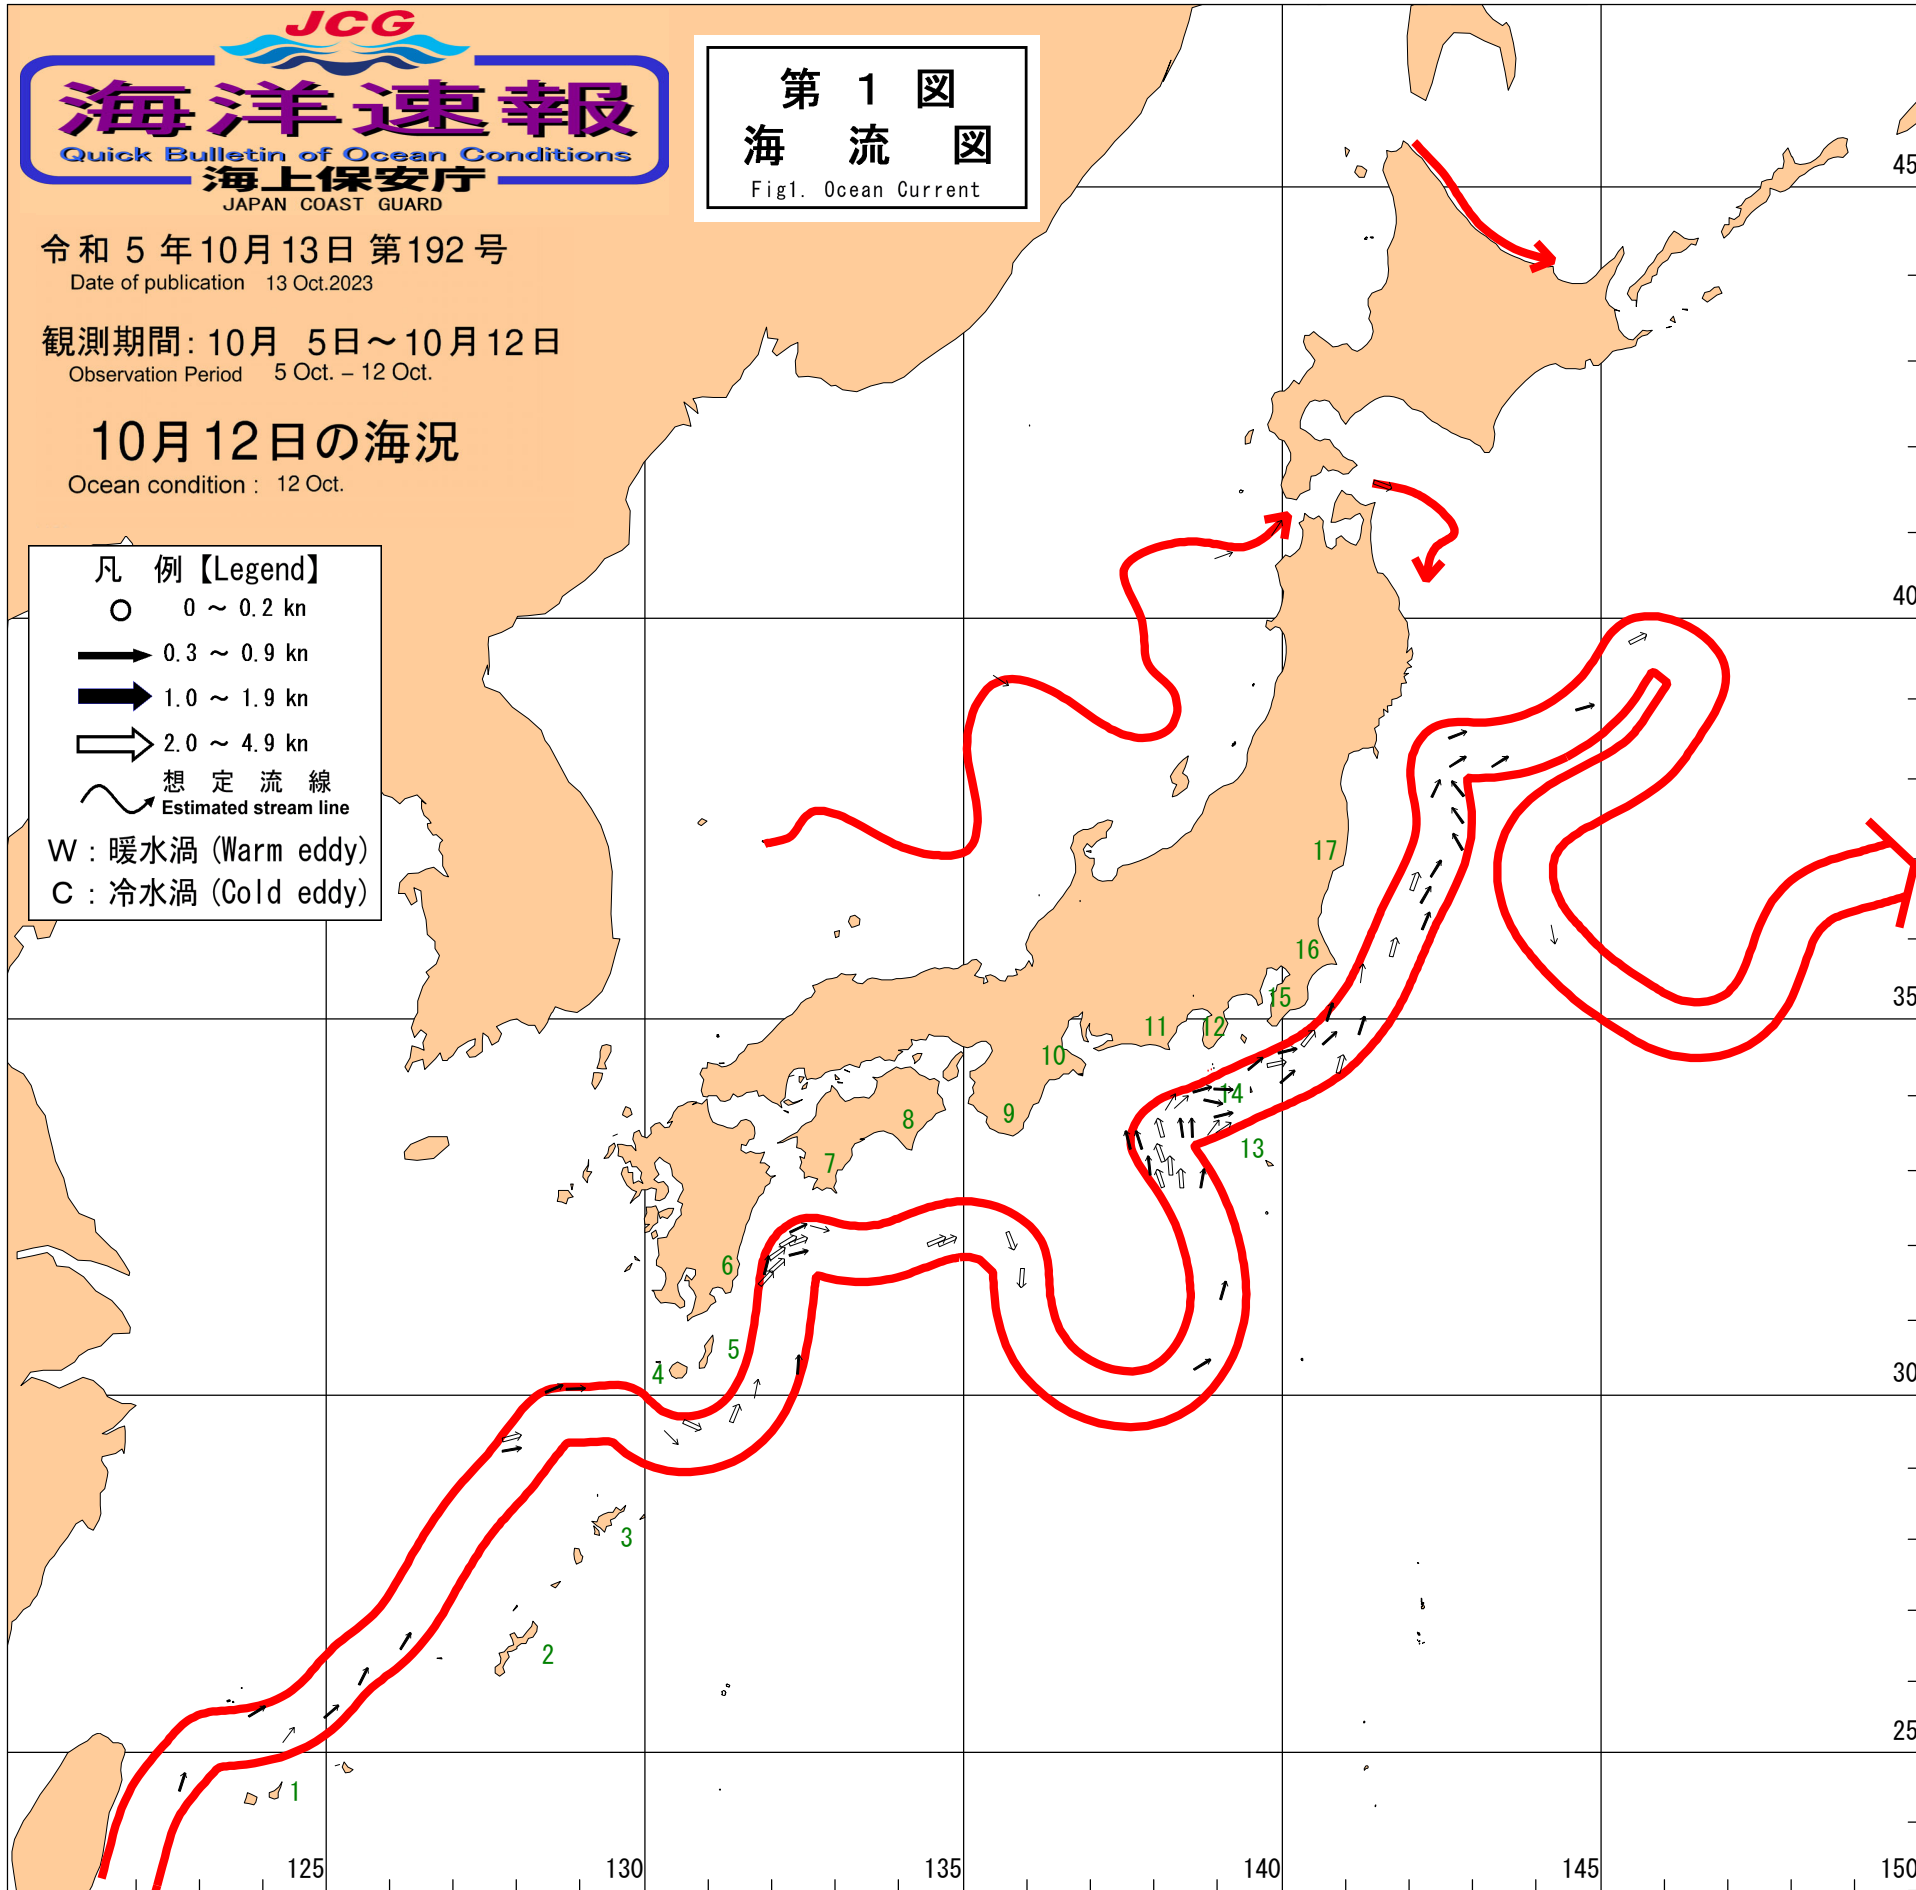 JCG
海洋速報
Quick Bulletin of Ocean Conditions
海上保安庁
JAPAN COAST GUARD
令和 5 年10月13日 第192号
Date of publication 13 Oct.2023
観測期間: 10月 5日～10月12日
Observation Period 5 Oct. – 12 Oct.
10月12日の海況
Ocean condition : 12 Oct.
第 1 図
海 流 図
Fig1. Ocean Current
凡 例【Legend】
0 ～ 0.2 kn
0.3 ～ 0.9 kn
1.0 ～ 1.9 kn
2.0 ～ 4.9 kn
想 定 流 線
Estimated stream line
W : 暖水渦 (Warm eddy)
C : 冷水渦 (Cold eddy)
45
40
17
16
15
35
12
11
10
14
9
8
13
7
6
5
4
30
3
2
25
1
125
130
135
140
145
150